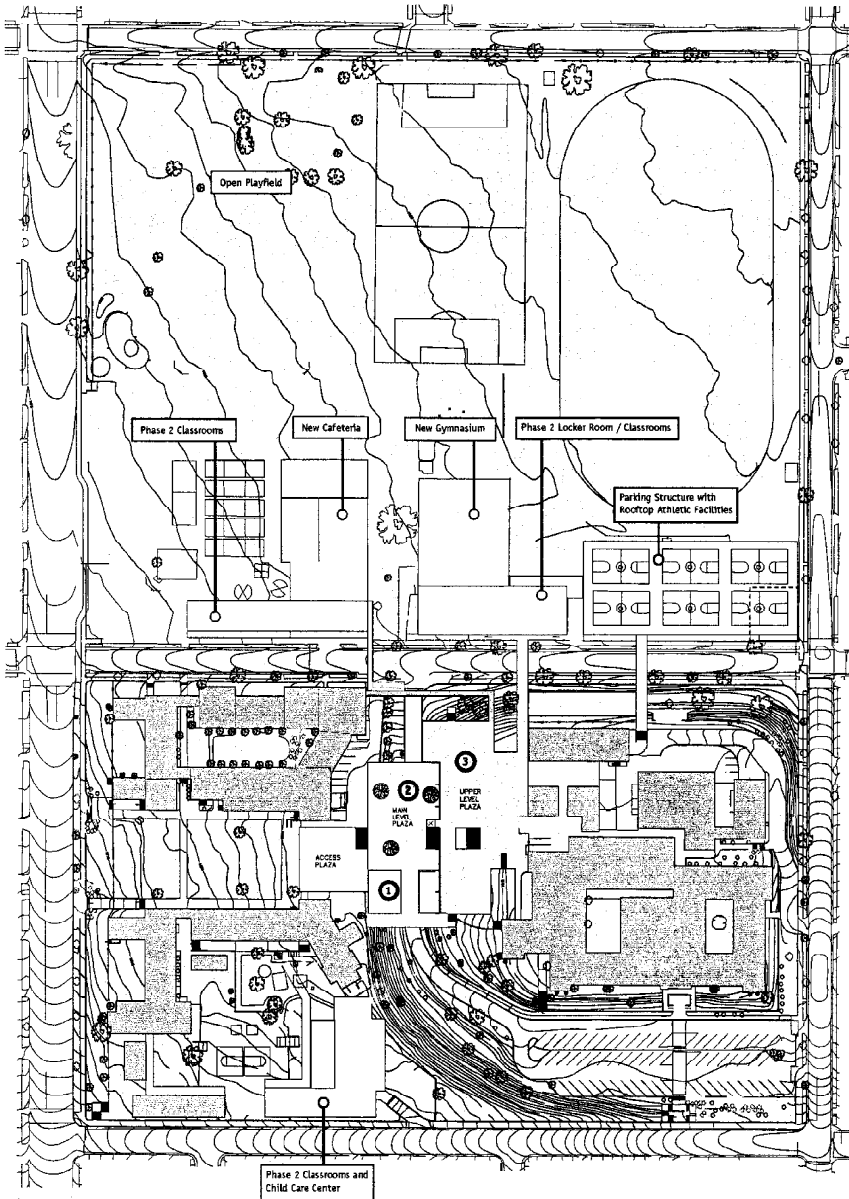 Open Playfield
Phase 2 Classrooms
New Cafeteria
New Gymnasium
Phase 2 Locker Room / Classrooms
Parking Structure with
Rooftop Athletic Facilities
3
2
UPPER
LEVEL
PLAZA
MAIN
LEVEL
PLAZA
ACCESS
PLAZA
1
Phase 2 Classrooms and
Child Care Center